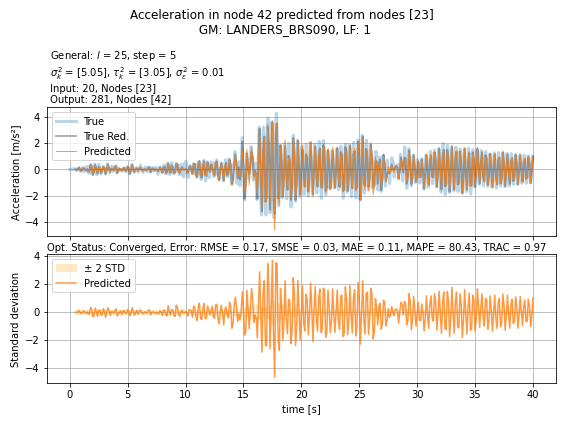 Acceleration in node 42 predicted from nodes [23]
GM: LANDERS_BRS090, LF: 1
General: l = 25, step = 5
σ²ₖ = [5.05], τ²ₖ = [3.05], σ²ε = 0.01
Input: 20, Nodes [23]
Output: 281, Nodes [42]
Acceleration [m/s²]
4
2
0
−2
−4
True
True Red.
Predicted
Opt. Status: Converged, Error: RMSE = 0.17, SMSE = 0.03, MAE = 0.11, MAPE = 80.43, TRAC = 0.97
Standard deviation
4
2
0
−2
−4
± 2 STD
Predicted
0 5 10 15 20 25 30 35 40
time [s]